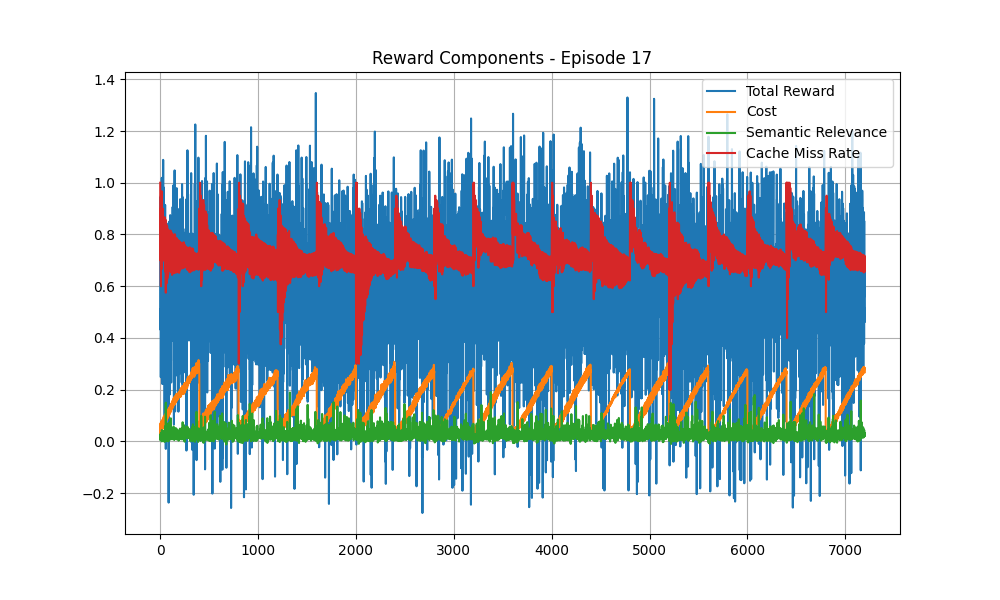 Reward Components - Episode 17
Total Reward
Cost
Semantic Relevance
Cache Miss Rate
1.4
1.2
1.0
0.8
0.6
0.4
0.2
0.0
−0.2
0 1000 2000 3000 4000 5000 6000 7000